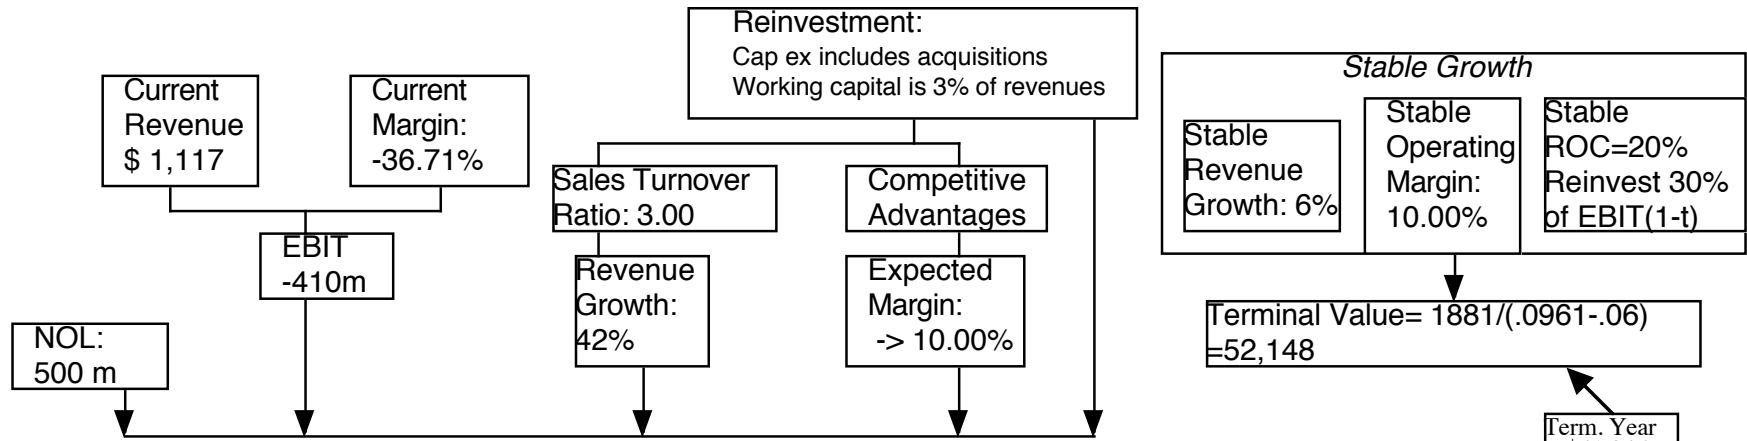 Reinvestment:
Cap ex includes acquisitions
Working capital is 3% of revenues
Current
Revenue
$ 1,117
Current
Margin:
-36.71%
EBIT
-410m
NOL:
500 m
Sales Turnover
Ratio: 3.00
Competitive
Advantages
Revenue
Growth:
42%
Expected
Margin:
-> 10.00%
Stable Growth
Stable
Revenue
Growth: 6%
Stable
Operating
Margin:
10.00%
Stable
ROC=20%
Reinvest 30%
of EBIT(1-t)
Terminal Value= 1881/(.0961-.06)
=52,148
Term. Year